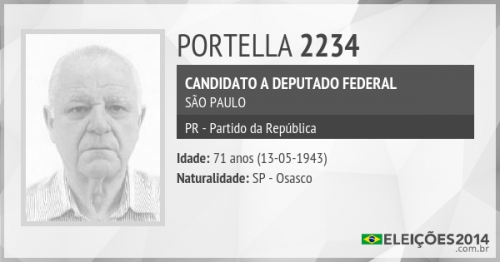 PORTELLA 2234
CANDIDATO A DEPUTADO FEDERAL
SÃO PAULO
PR - Partido da República
Idade: 71 anos (13-05-1943)
Naturalidade: SP - Osasco
ELEIÇÕES2014
.com.br